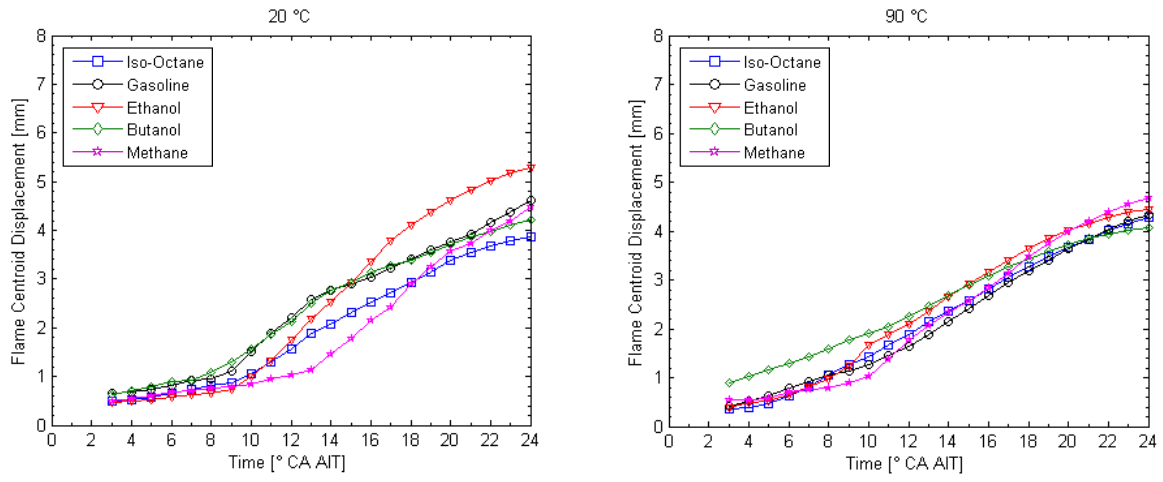 20 °C
8
7
6
5
4
3
2
1
0
Flame Centroid Displacement [mm]
Iso-Octane
Gasoline
Ethanol
Butanol
Methane
0 2 4 6 8 10 12 14 16 18 20 22 24
Time [° CA AIT]
90 °C
8
7
6
5
4
3
2
1
0
Flame Centroid Displacement [mm]
Iso-Octane
Gasoline
Ethanol
Butanol
Methane
0 2 4 6 8 10 12 14 16 18 20 22 24
Time [° CA AIT]